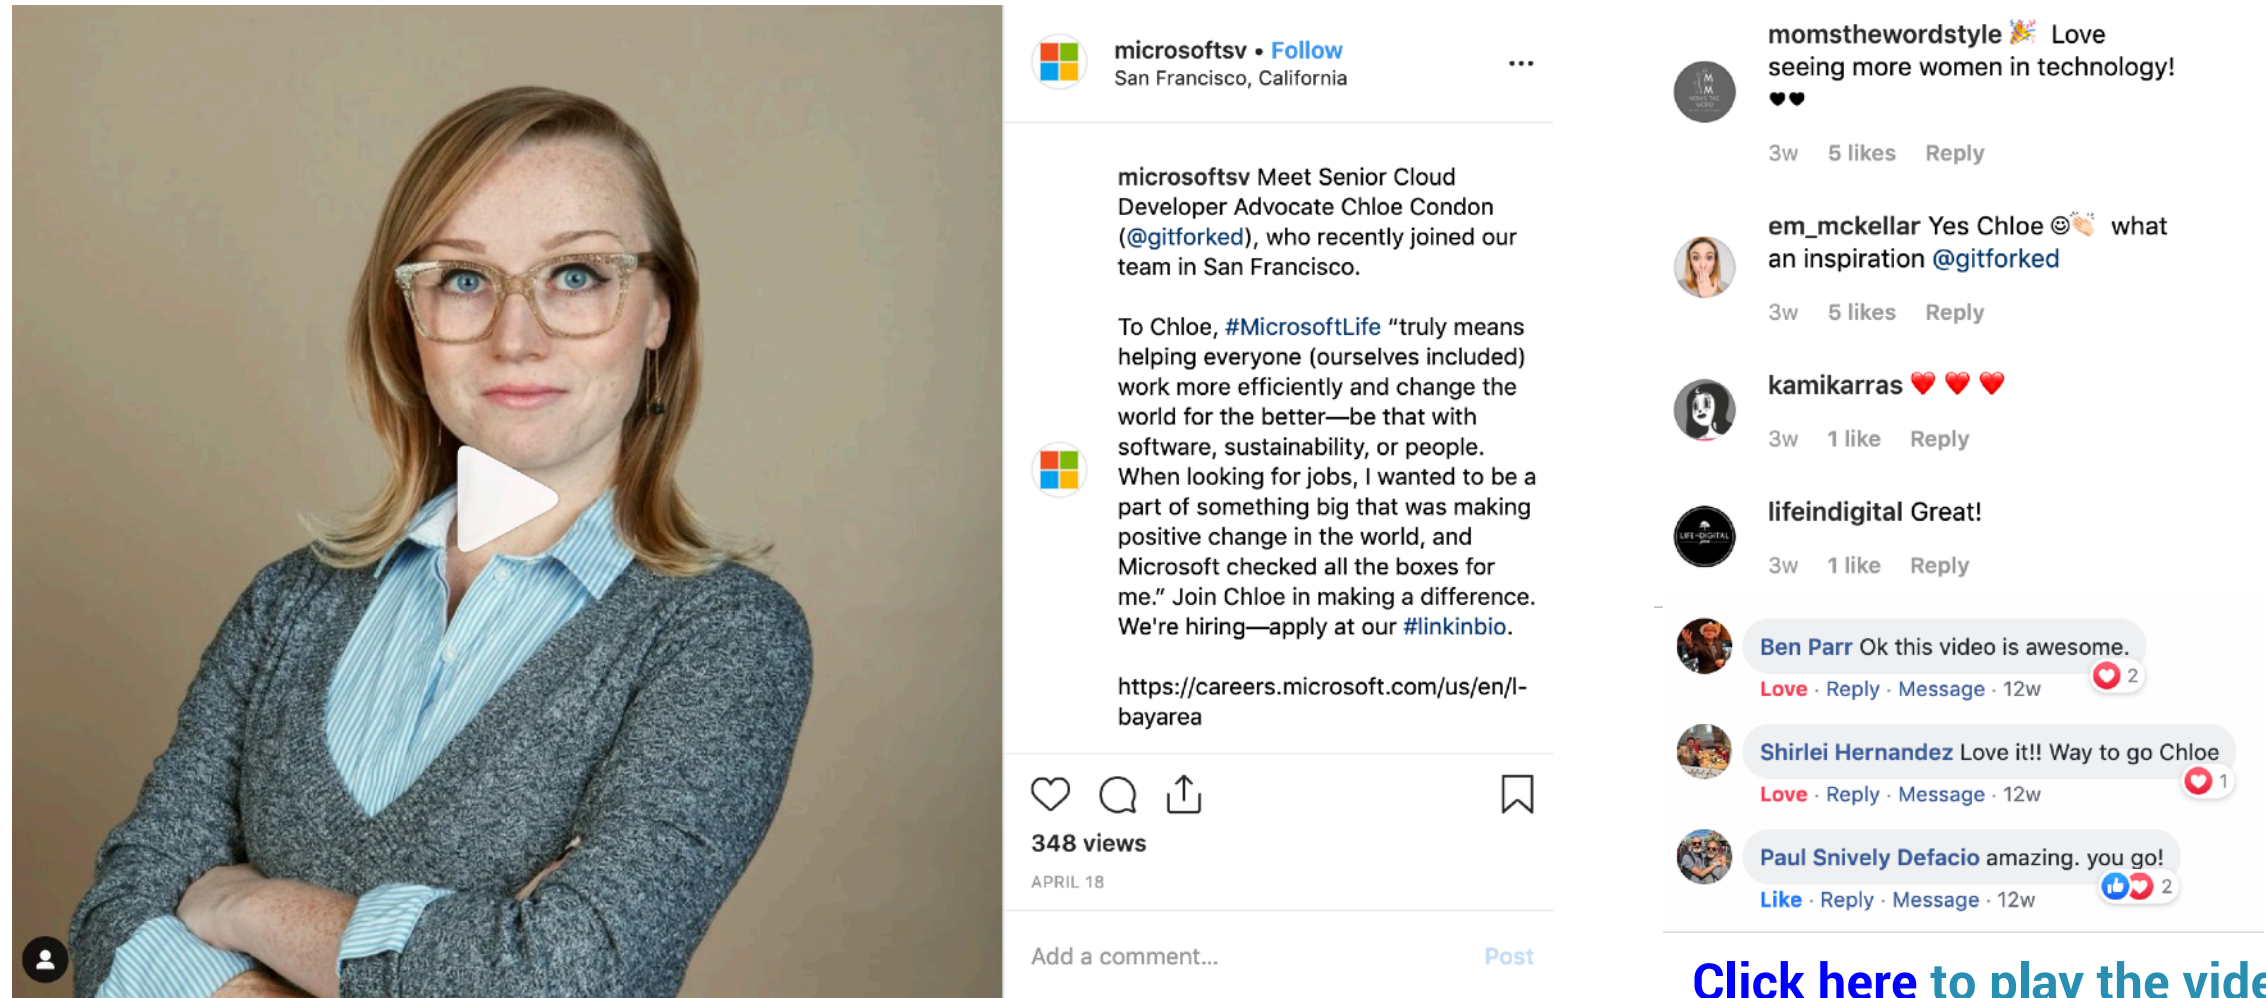 microsoftsv • Follow
San Francisco, California
microsoftsv Meet Senior Cloud
Developer Advocate Chloe Condon
(@gitforked), who recently joined our
team in San Francisco.
To Chloe, #MicrosoftLife “truly means
helping everyone (ourselves included)
work more efficiently and change the
world for the better—be that with
software, sustainability, or people.
When looking for jobs, I wanted to be a
part of something big that was making
positive change in the world, and
Microsoft checked all the boxes for
me.” Join Chloe in making a difference.
We're hiring—apply at our #linkinbio.
https://careers.microsoft.com/us/en/l-
bayarea
348 views
APRIL 18
Add a comment... Post
momsthewordstyle 🎉 Love
seeing more women in technology!
🖤🖤
3w 5 likes Reply
em_mckellar Yes Chloe ☺👏🏻 what
an inspiration @gitforked
3w 5 likes Reply
kamikarras ❤️ ❤️ ❤️
3w 1 like Reply
LIFE-DIGITAL
lifeindigital Great!
3w 1 like Reply
Ben Parr Ok this video is awesome.
2
Love · Reply · Message · 12w
Shirlei Hernandez Love it!! Way to go Chloe
1
Love · Reply · Message · 12w
Paul Snively Defacio amazing. you go!
2
Like · Reply · Message · 12w
Click here to play the vide